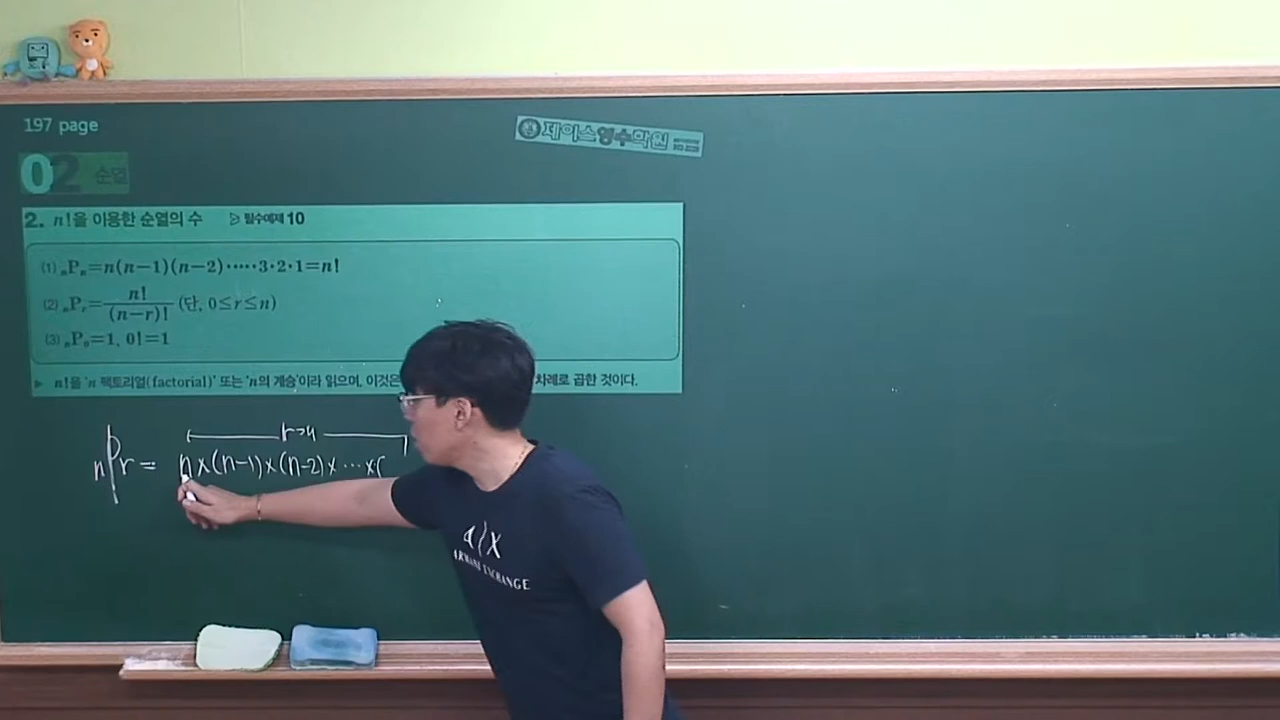 197 page
제이스영수학원
02 순열
2. n!을 이용한 순열의 수 ▷ 필수예제 10
(1) ₙPₙ=n(n−1)(n−2)⋯⋯3·2·1=n!
(2) ₙPᵣ=n!/(n−r)! (단, 0≤r≤n)
(3) ₙP₀=1, 0!=1
▶ n!을 'n 팩토리얼(factorial)' 또는 'n의 계승'이라 읽으며, 이것은 차례로 곱한 것이다.
r개
nPr = n×(n-1)×(n-2)×⋯×(
A|X
ARMANI EXCHANGE